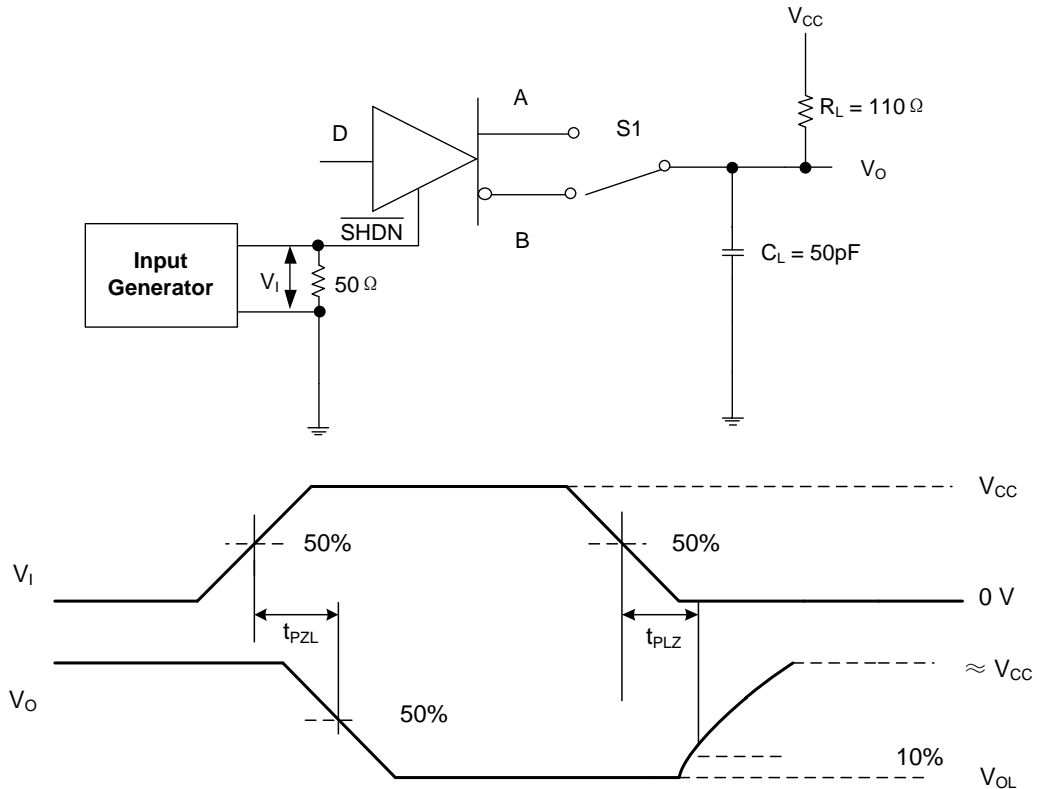 V_CC
A
S1
R_L = 110 Ω
D
V_O
SHDN
B
C_L = 50pF
Input
Generator
V_I
50 Ω
V_CC
50%
50%
V_I
0 V
t_PZL
t_PLZ
≈ V_CC
V_O
50%
10%
V_OL